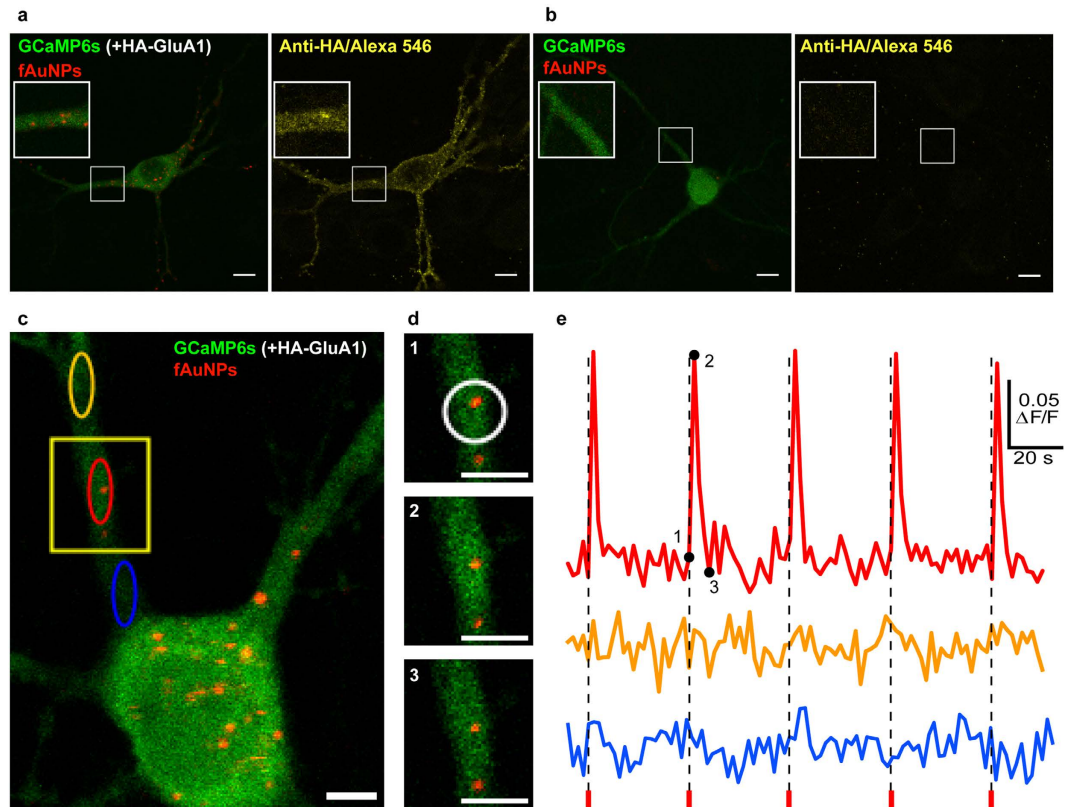 a
GCaMP6s (+HA-GluA1)
fAuNPs
Anti-HA/Alexa 546
b
GCaMP6s
fAuNPs
Anti-HA/Alexa 546
c
GCaMP6s (+HA-GluA1)
fAuNPs
d
1
2
3
e
2
0.05
ΔF/F
20 s
1
3